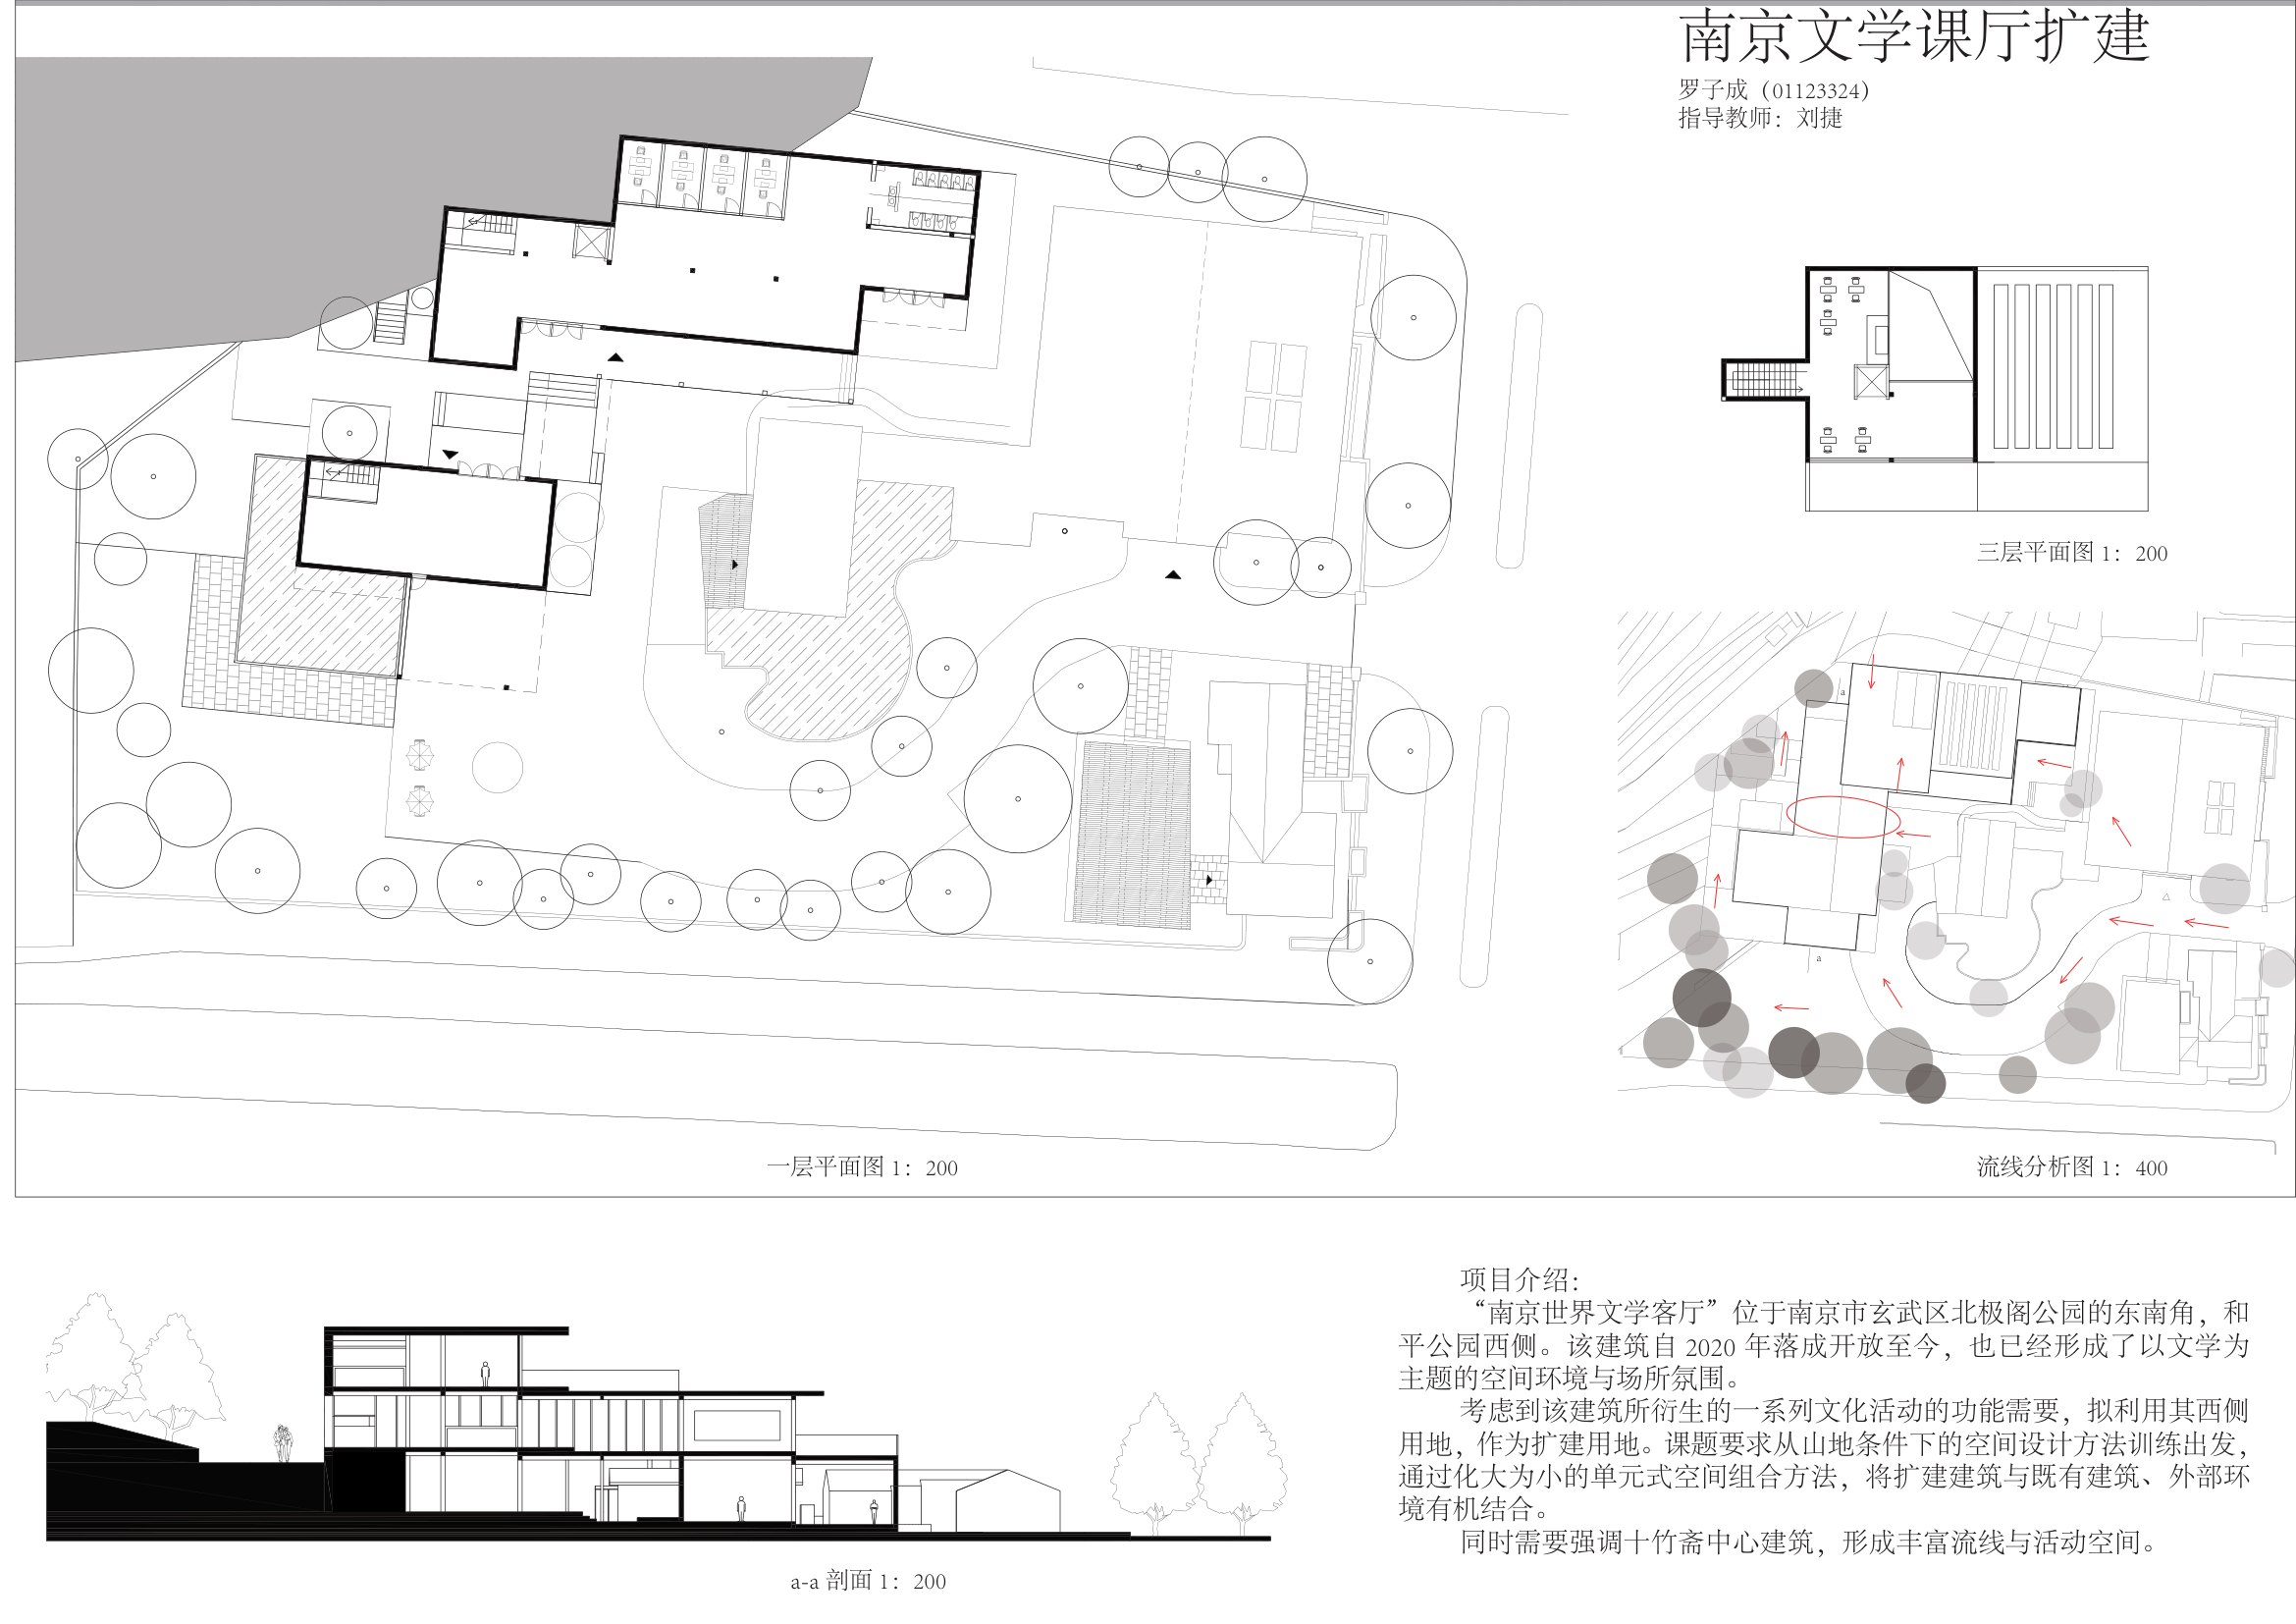 南京文学课厅扩建
罗子成（01123324）
指导教师：刘捷
三层平面图 1：200
a
a
一层平面图 1：200
流线分析图 1：400
项目介绍：
“南京世界文学客厅”位于南京市玄武区北极阁公园的东南角，和
平公园西侧。该建筑自 2020 年落成开放至今，也已经形成了以文学为
主题的空间环境与场所氛围。
考虑到该建筑所衍生的一系列文化活动的功能需要，拟利用其西侧
用地，作为扩建用地。课题要求从山地条件下的空间设计方法训练出发，
通过化大为小的单元式空间组合方法，将扩建建筑与既有建筑、外部环
境有机结合。
同时需要强调十竹斋中心建筑，形成丰富流线与活动空间。
a-a 剖面 1：200